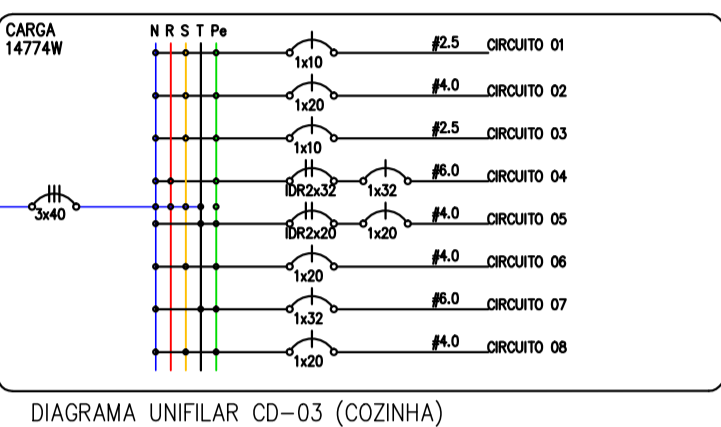 CARGA
14774W
N R S T Pe
1x10 #2.5 CIRCUITO 01
1x20 #4.0 CIRCUITO 02
1x10 #2.5 CIRCUITO 03
IDR2x32 1x32 #6.0 CIRCUITO 04
3x40
IDR2x20 1x20 #4.0 CIRCUITO 05
1x20 #4.0 CIRCUITO 06
1x32 #6.0 CIRCUITO 07
1x20 #4.0 CIRCUITO 08
DIAGRAMA UNIFILAR CD-03 (COZINHA)